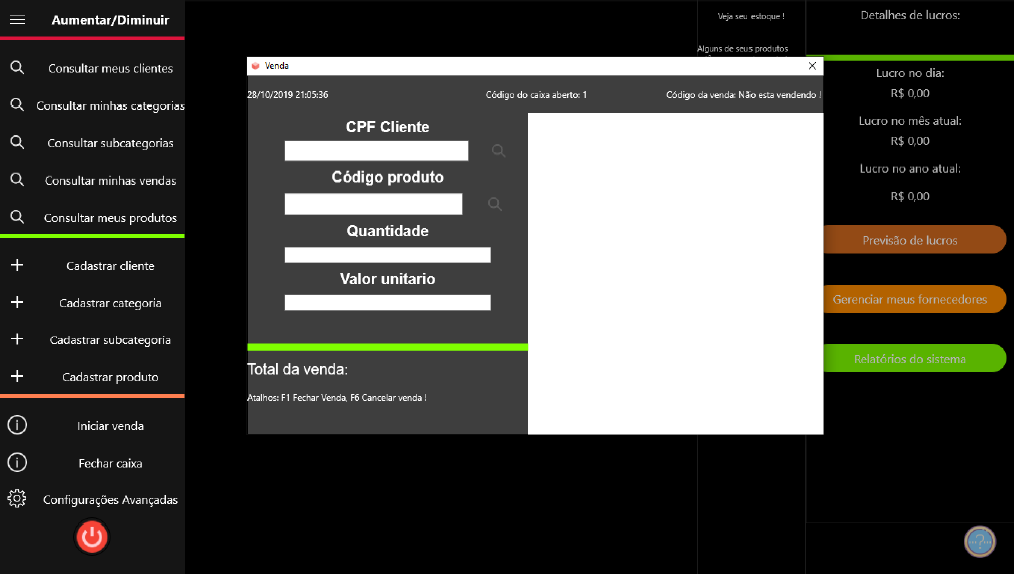 Aumentar/Diminuir
Consultar meus clientes
Consultar minhas categorias
Consultar subcategorias
Consultar minhas vendas
Consultar meus produtos
Cadastrar cliente
Cadastrar categoria
Cadastrar subcategoria
Cadastrar produto
Iniciar venda
Fechar caixa
Configurações Avançadas
Veja seu estoque !
Alguns de seus produtos
Venda
28/10/2019 21:05:36
Código do caixa aberto: 1
Código da venda: Não esta vendendo !
CPF Cliente
Código produto
Quantidade
Valor unitario
Total da venda:
Atalhos: F1 Fechar Venda, F6 Cancelar venda !
Detalhes de lucros:
Lucro no dia:
R$ 0,00
Lucro no mês atual:
R$ 0,00
Lucro no ano atual:
R$ 0,00
Previsão de lucros
Gerenciar meus fornecedores
Relatórios do sistema